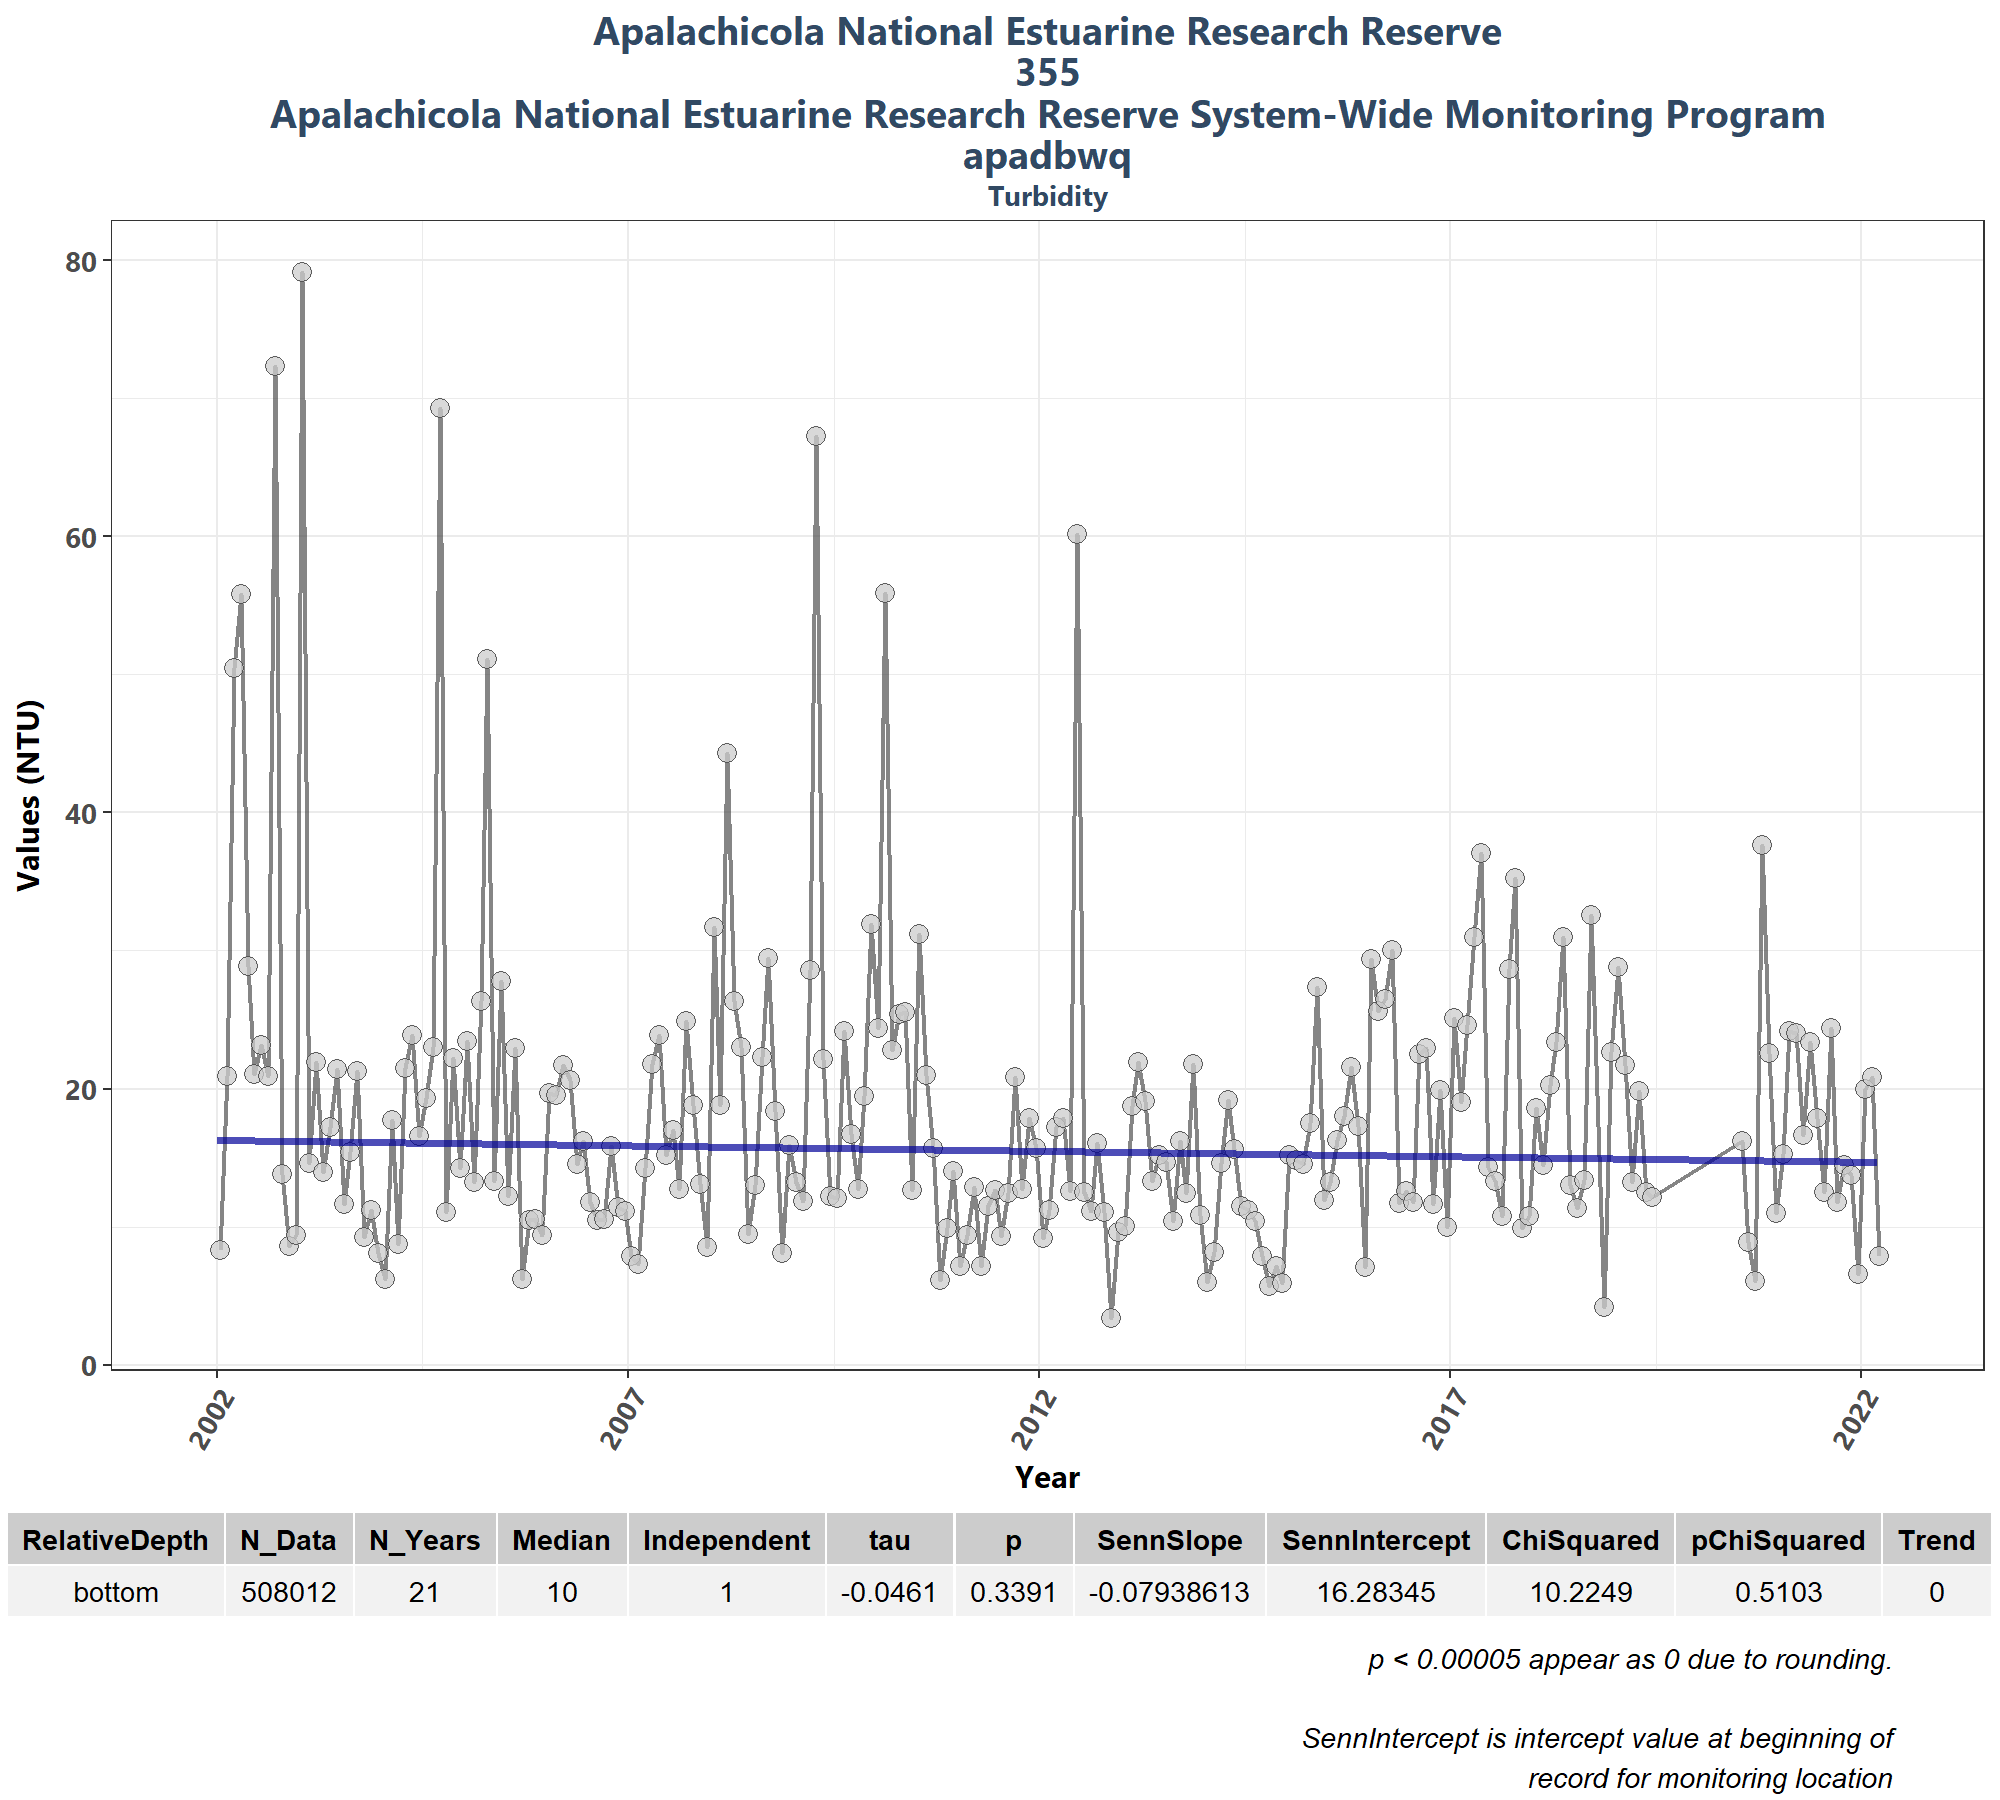 Apalachicola National Estuarine Research Reserve
355
Apalachicola National Estuarine Research Reserve System-Wide Monitoring Program
apadbwq
Turbidity
80
60
40
20
0
Values (NTU)
2002 2007 2012 2017 2022
Year
RelativeDepth N_Data N_Years Median Independent tau p SennSlope SennIntercept ChiSquared pChiSquared Trend
bottom 508012 21 10 1 -0.0461 0.3391 -0.07938613 16.28345 10.2249 0.5103 0
p < 0.00005 appear as 0 due to rounding.
SennIntercept is intercept value at beginning of
record for monitoring location